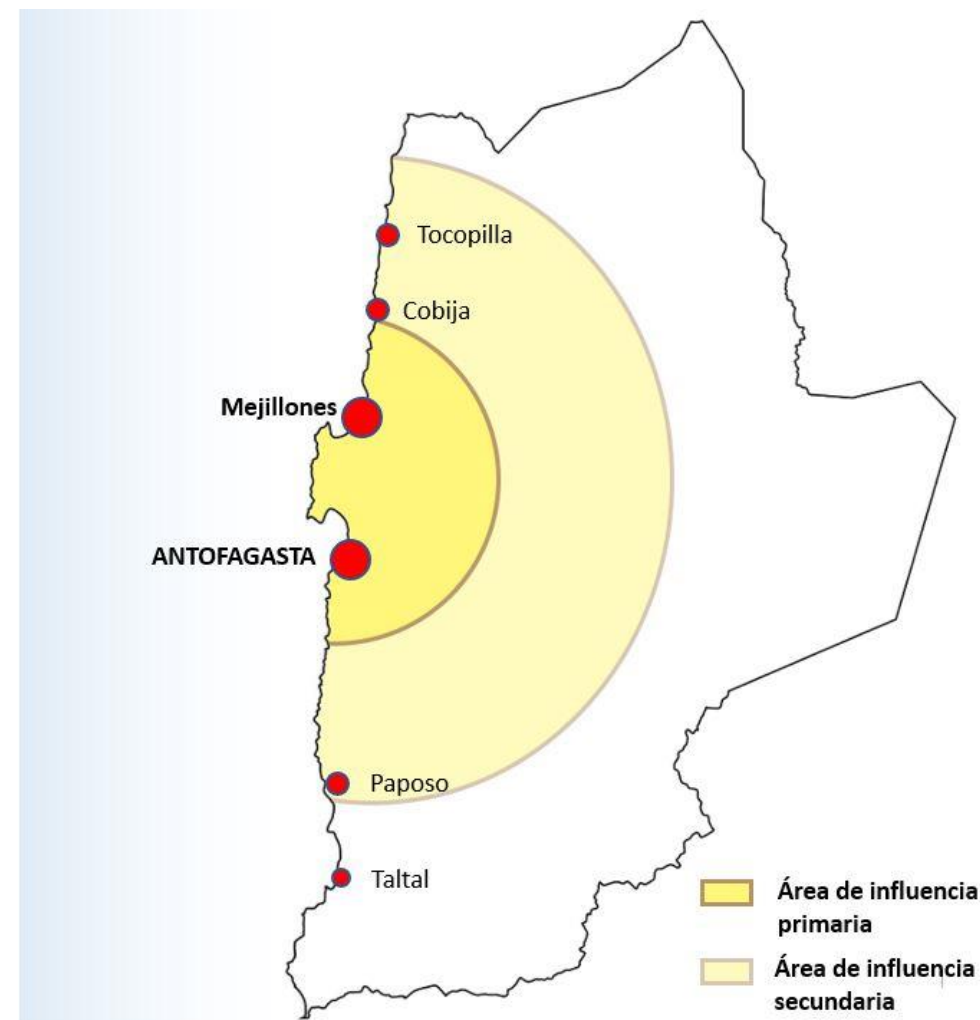 Tocopilla
Cobija
Mejillones
ANTOFAGASTA
Paposo
Taltal
Área de influencia
primaria
Área de influencia
secundaria